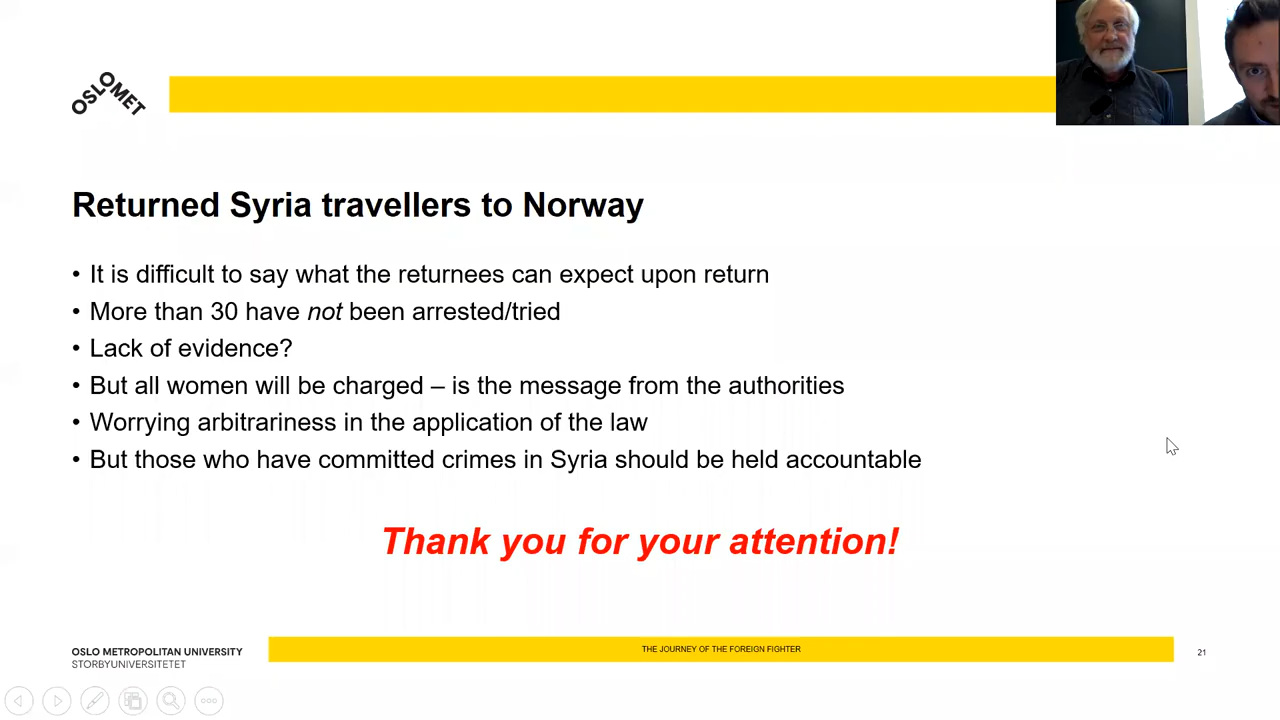 OSLOMET
Returned Syria travellers to Norway
• It is difficult to say what the returnees can expect upon return
• More than 30 have not been arrested/tried
• Lack of evidence?
• But all women will be charged – is the message from the authorities
• Worrying arbitrariness in the application of the law
• But those who have committed crimes in Syria should be held accountable
Thank you for your attention!
OSLO METROPOLITAN UNIVERSITY
STORBYUNIVERSITETET
THE JOURNEY OF THE FOREIGN FIGHTER
21